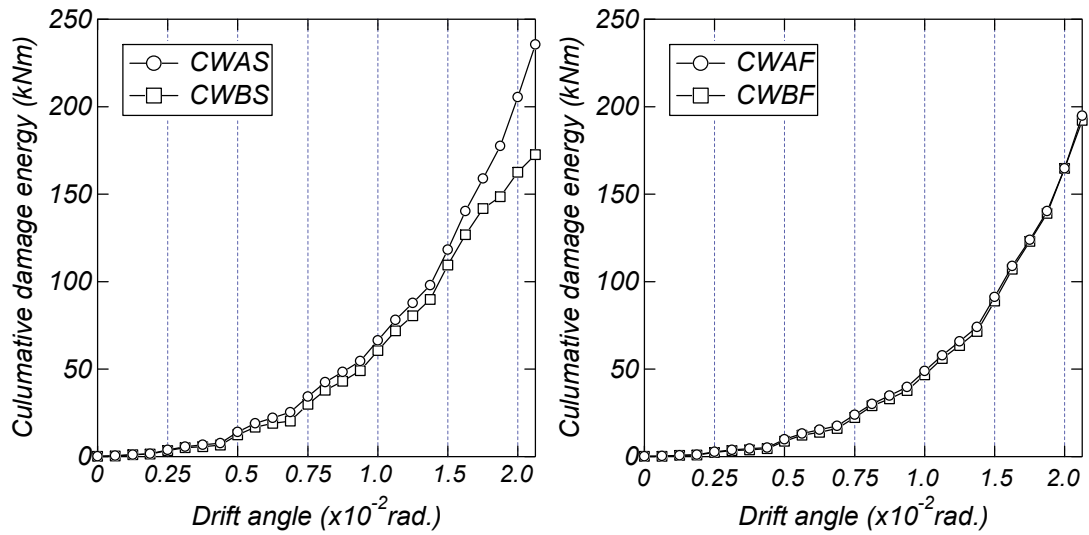 250
200
150
100
50
0
Culumative damage energy (kNm)
CWAS
CWBS
0 0.25 0.5 0.75 1.0 1.5 2.0
Drift angle (x10⁻²rad.)
250
200
150
100
50
0
Culumative damage energy (kNm)
CWAF
CWBF
0 0.25 0.5 0.75 1.0 1.5 2.0
Drift angle (x10⁻²rad.)